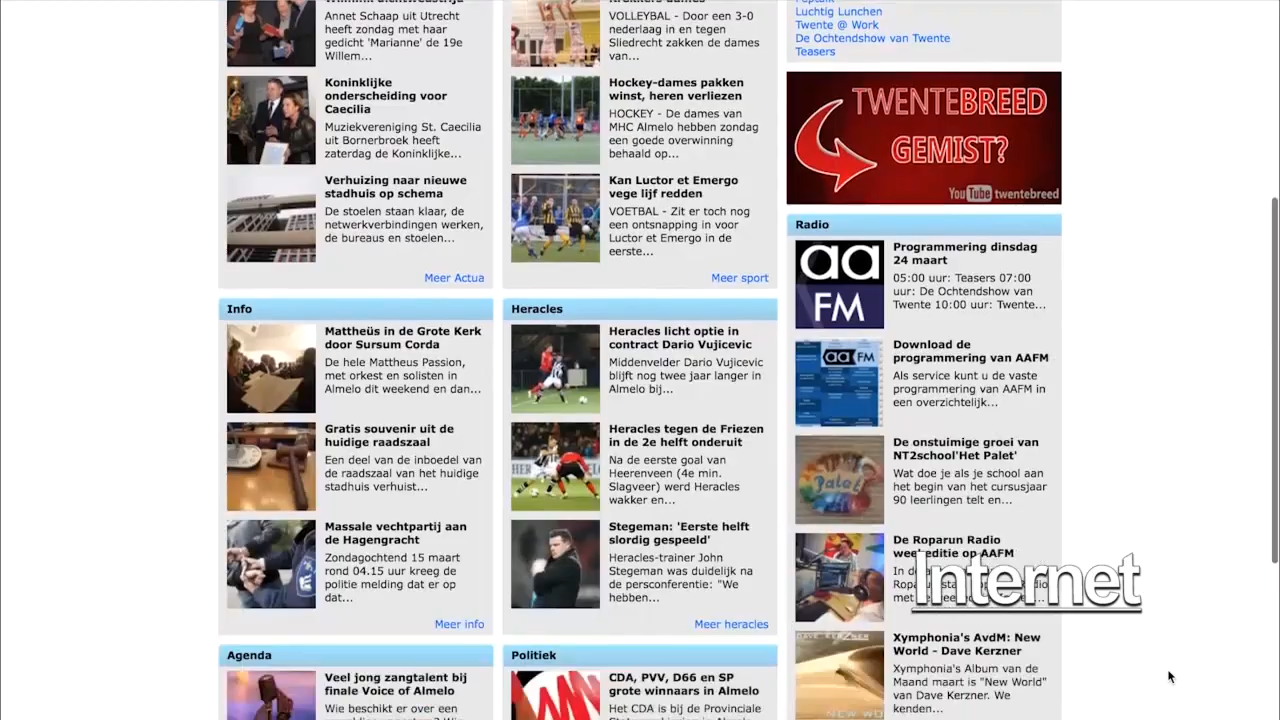 Annet Schaap uit Utrecht
heeft zondag met haar
gedicht 'Marianne' de 19e
Willem...
Koninklijke
onderscheiding voor
Caecilia
Muziekvereniging St. Caecilia
uit Bornerbroek heeft
zaterdag de Koninklijke...
Verhuizing naar nieuwe
stadhuis op schema
De stoelen staan klaar, de
netwerkverbindingen werken,
de bureaus en stoelen...
Meer Actua
VOLLEYBAL - Door een 3-0
nederlaag in en tegen
Sliedrecht zakken de dames
van...
Hockey-dames pakken
winst, heren verliezen
HOCKEY - De dames van
MHC Almelo hebben zondag
een goede overwinning
behaald op...
Kan Luctor et Emergo
vege lijf redden
VOETBAL - Zit er toch nog
een ontsnapping in voor
Luctor et Emergo in de
eerste...
Meer sport
Luchtig Lunchen
Twente @ Work
De Ochtendshow van Twente
Teasers
TWENTEBREED
GEMIST?
YouTube twentebreed
Info
Mattheüs in de Grote Kerk
door Sursum Corda
De hele Mattheus Passion,
met orkest en solisten in
Almelo dit weekend en dan...
Gratis souvenir uit de
huidige raadszaal
Een deel van de inboedel van
de raadszaal van het huidige
stadhuis verhuist...
Massale vechtpartij aan
de Hagengracht
Zondagochtend 15 maart
rond 04.15 uur kreeg de
politie melding dat er op
dat...
Meer info
Heracles
Heracles licht optie in
contract Dario Vujicevic
Middenvelder Dario Vujicevic
blijft nog twee jaar langer in
Almelo bij...
Heracles tegen de Friezen
in de 2e helft onderuit
Na de eerste goal van
Heerenveen (4e min.
Slagveer) werd Heracles
wakker en...
Stegeman: 'Eerste helft
slordig gespeeld'
Heracles-trainer John
Stegeman was duidelijk na
de persconferentie: "We
hebben...
Meer heracles
Radio
aa
FM
Programmering dinsdag
24 maart
05:00 uur: Teasers 07:00
uur: De Ochtendshow van
Twente 10:00 uur: Twente...
aa FM
Download de
programmering van AAFM
Als service kunt u de vaste
programmering van AAFM in
een overzichtelijk...
Palet
De onstuimige groei van
NT2school'Het Palet'
Wat doe je als je school aan
het begin van het cursusjaar
90 leerlingen telt en...
De Roparun Radio
weekeditie op AAFM
Internet
DAVE KERZNER
NEW WO
Xymphonia's AvdM: New
World - Dave Kerzner
Xymphonia's Album van de
Maand maart is "New World"
van Dave Kerzner. We
kenden...
Agenda
Veel jong zangtalent bij
finale Voice of Almelo
Wie beschikt er over een
Politiek
CDA, PVV, D66 en SP
grote winnaars in Almelo
Het CDA is bij de Provinciale